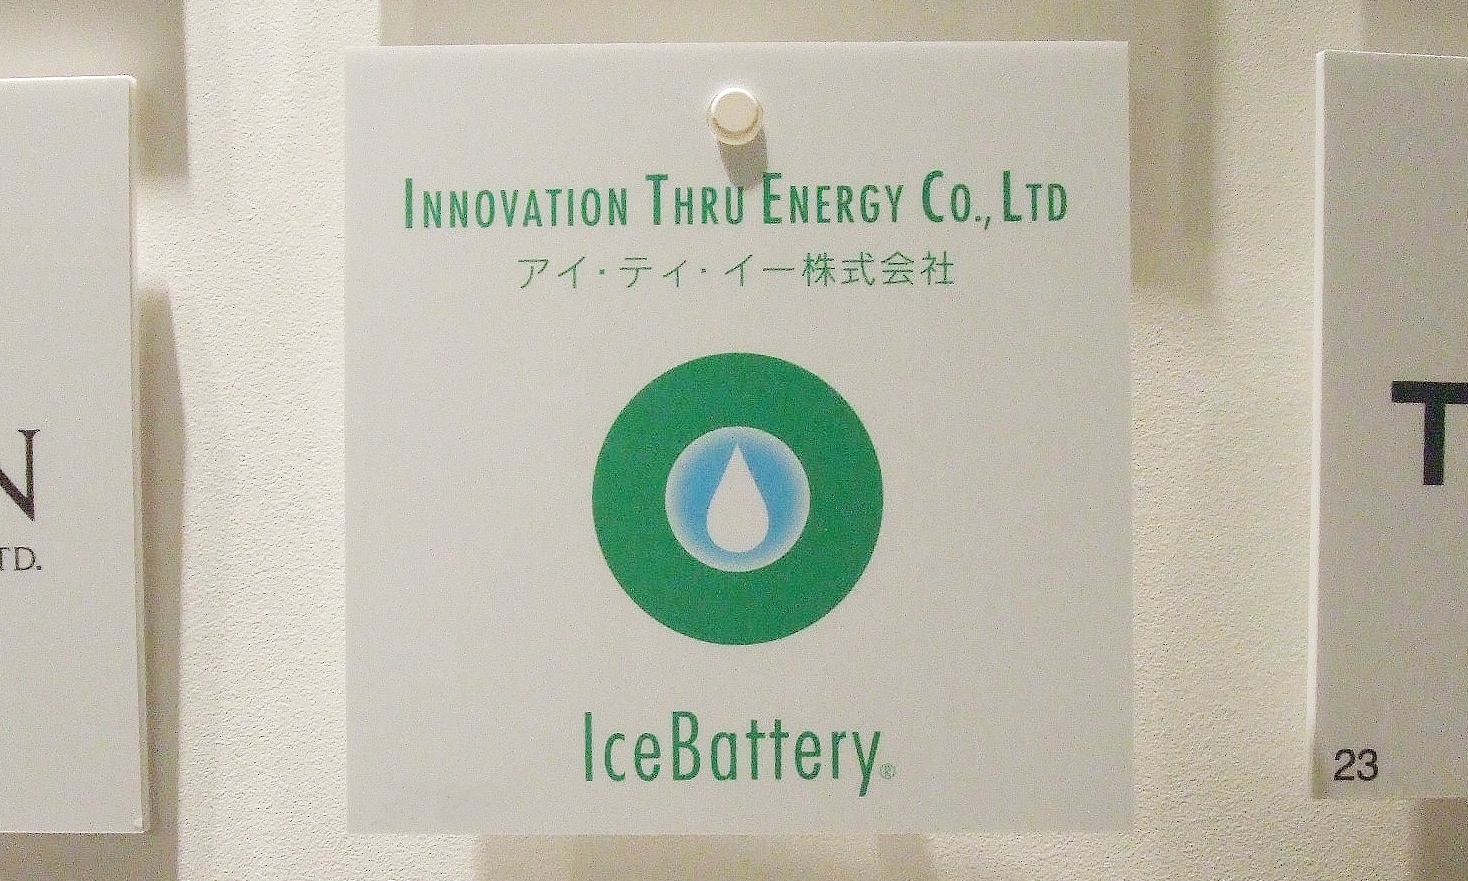 INNOVATION THRU ENERGY CO., LTD
アイ・ティ・イー株式会社
IceBattery®
N
TD.
T
23